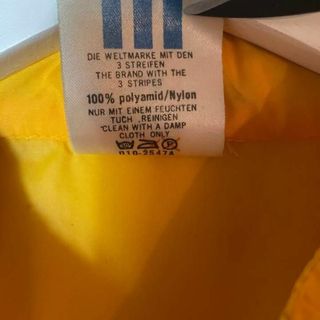 DIE WELTMARKE MIT DEN
3 STREIFEN
THE BRAND WITH THE
3 STRIPES
100% polyamid/Nylon
NUR MIT EINEM FEUCHTEN
TUCH REINIGEN
CLEAN WITH A DAMP
CLOTH ONLY